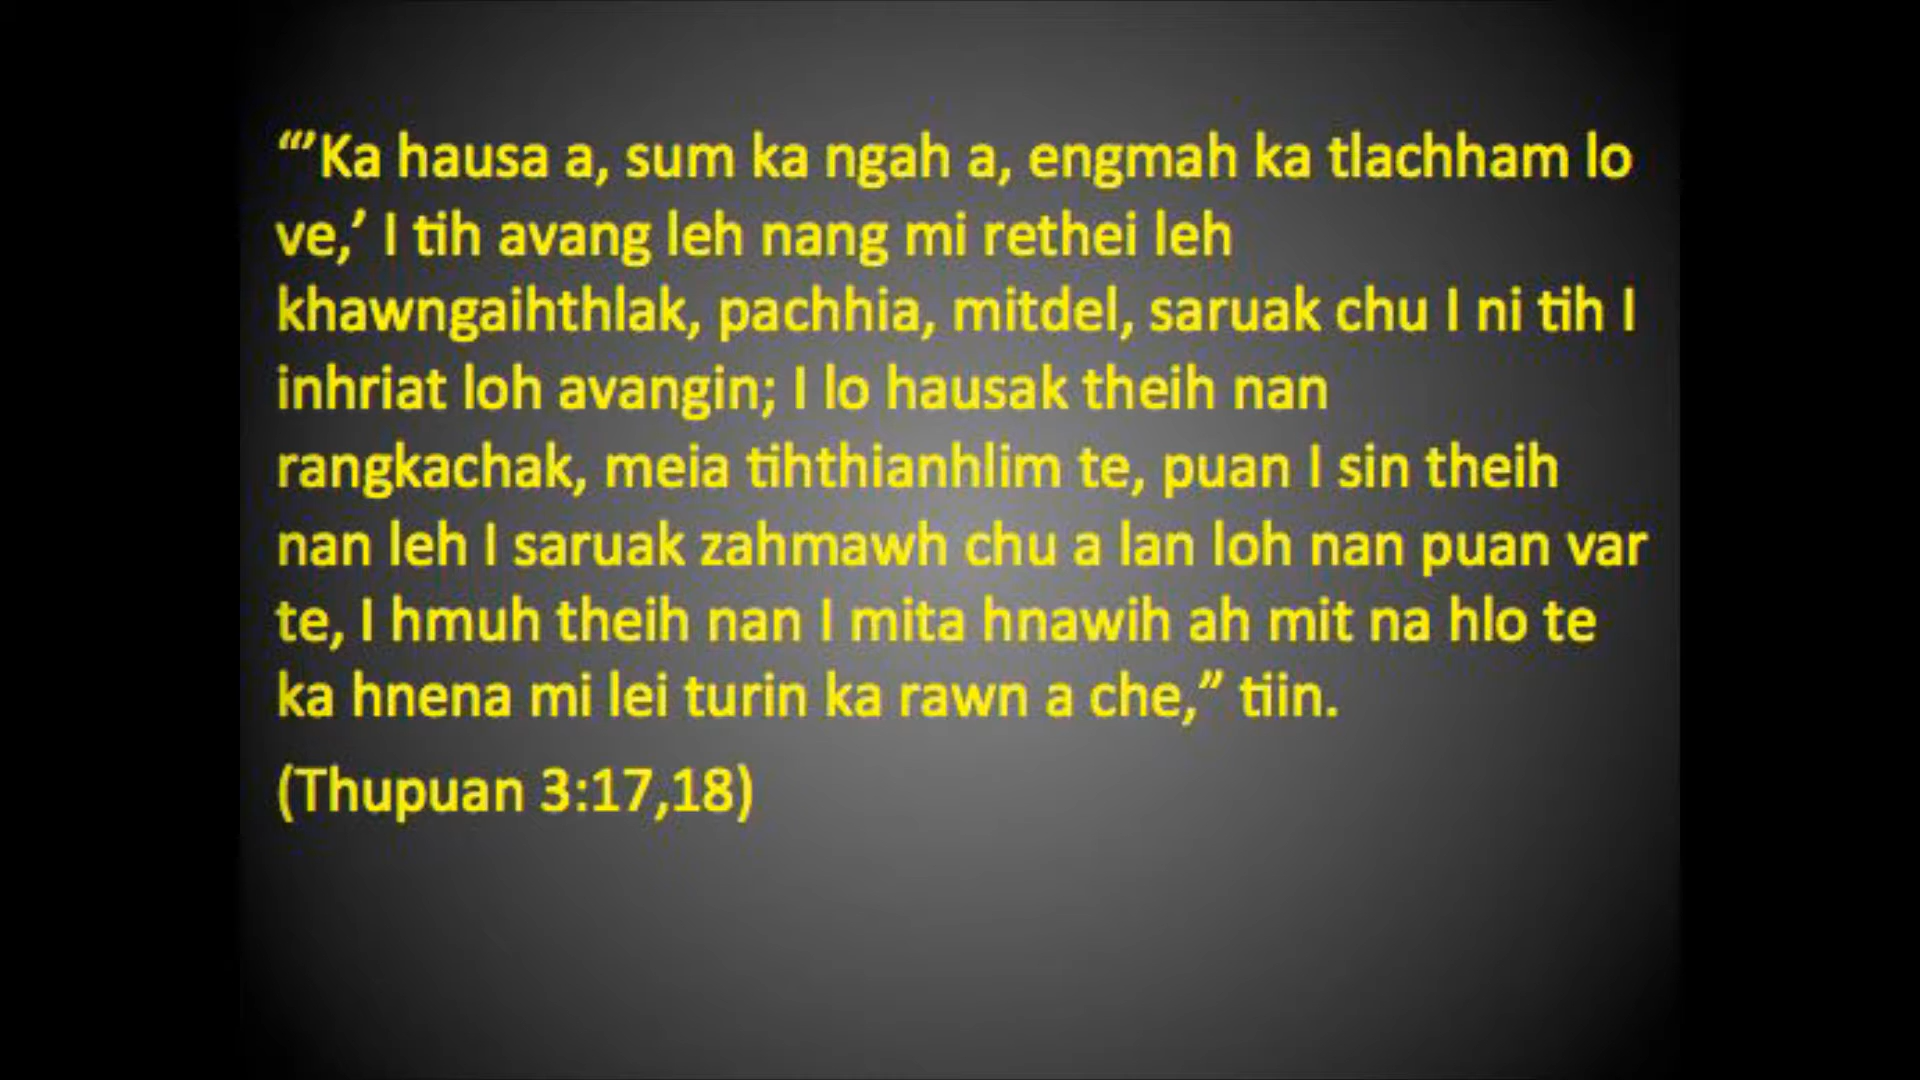 “‘Ka hausa a, sum ka ngah a, engmah ka tlachham lo
ve,’ I tih avang leh nang mi rethei leh
khawngaihthlak, pachhia, mitdel, saruak chu I ni tih I
inhriat loh avangin; I lo hausak theih nan
rangkachak, meia tihthianhlim te, puan I sin theih
nan leh I saruak zahmawh chu a lan loh nan puan var
te, I hmuh theih nan I mita hnawih ah mit na hlo te
ka hnena mi lei turin ka rawn a che,” tiin.
(Thupuan 3:17,18)